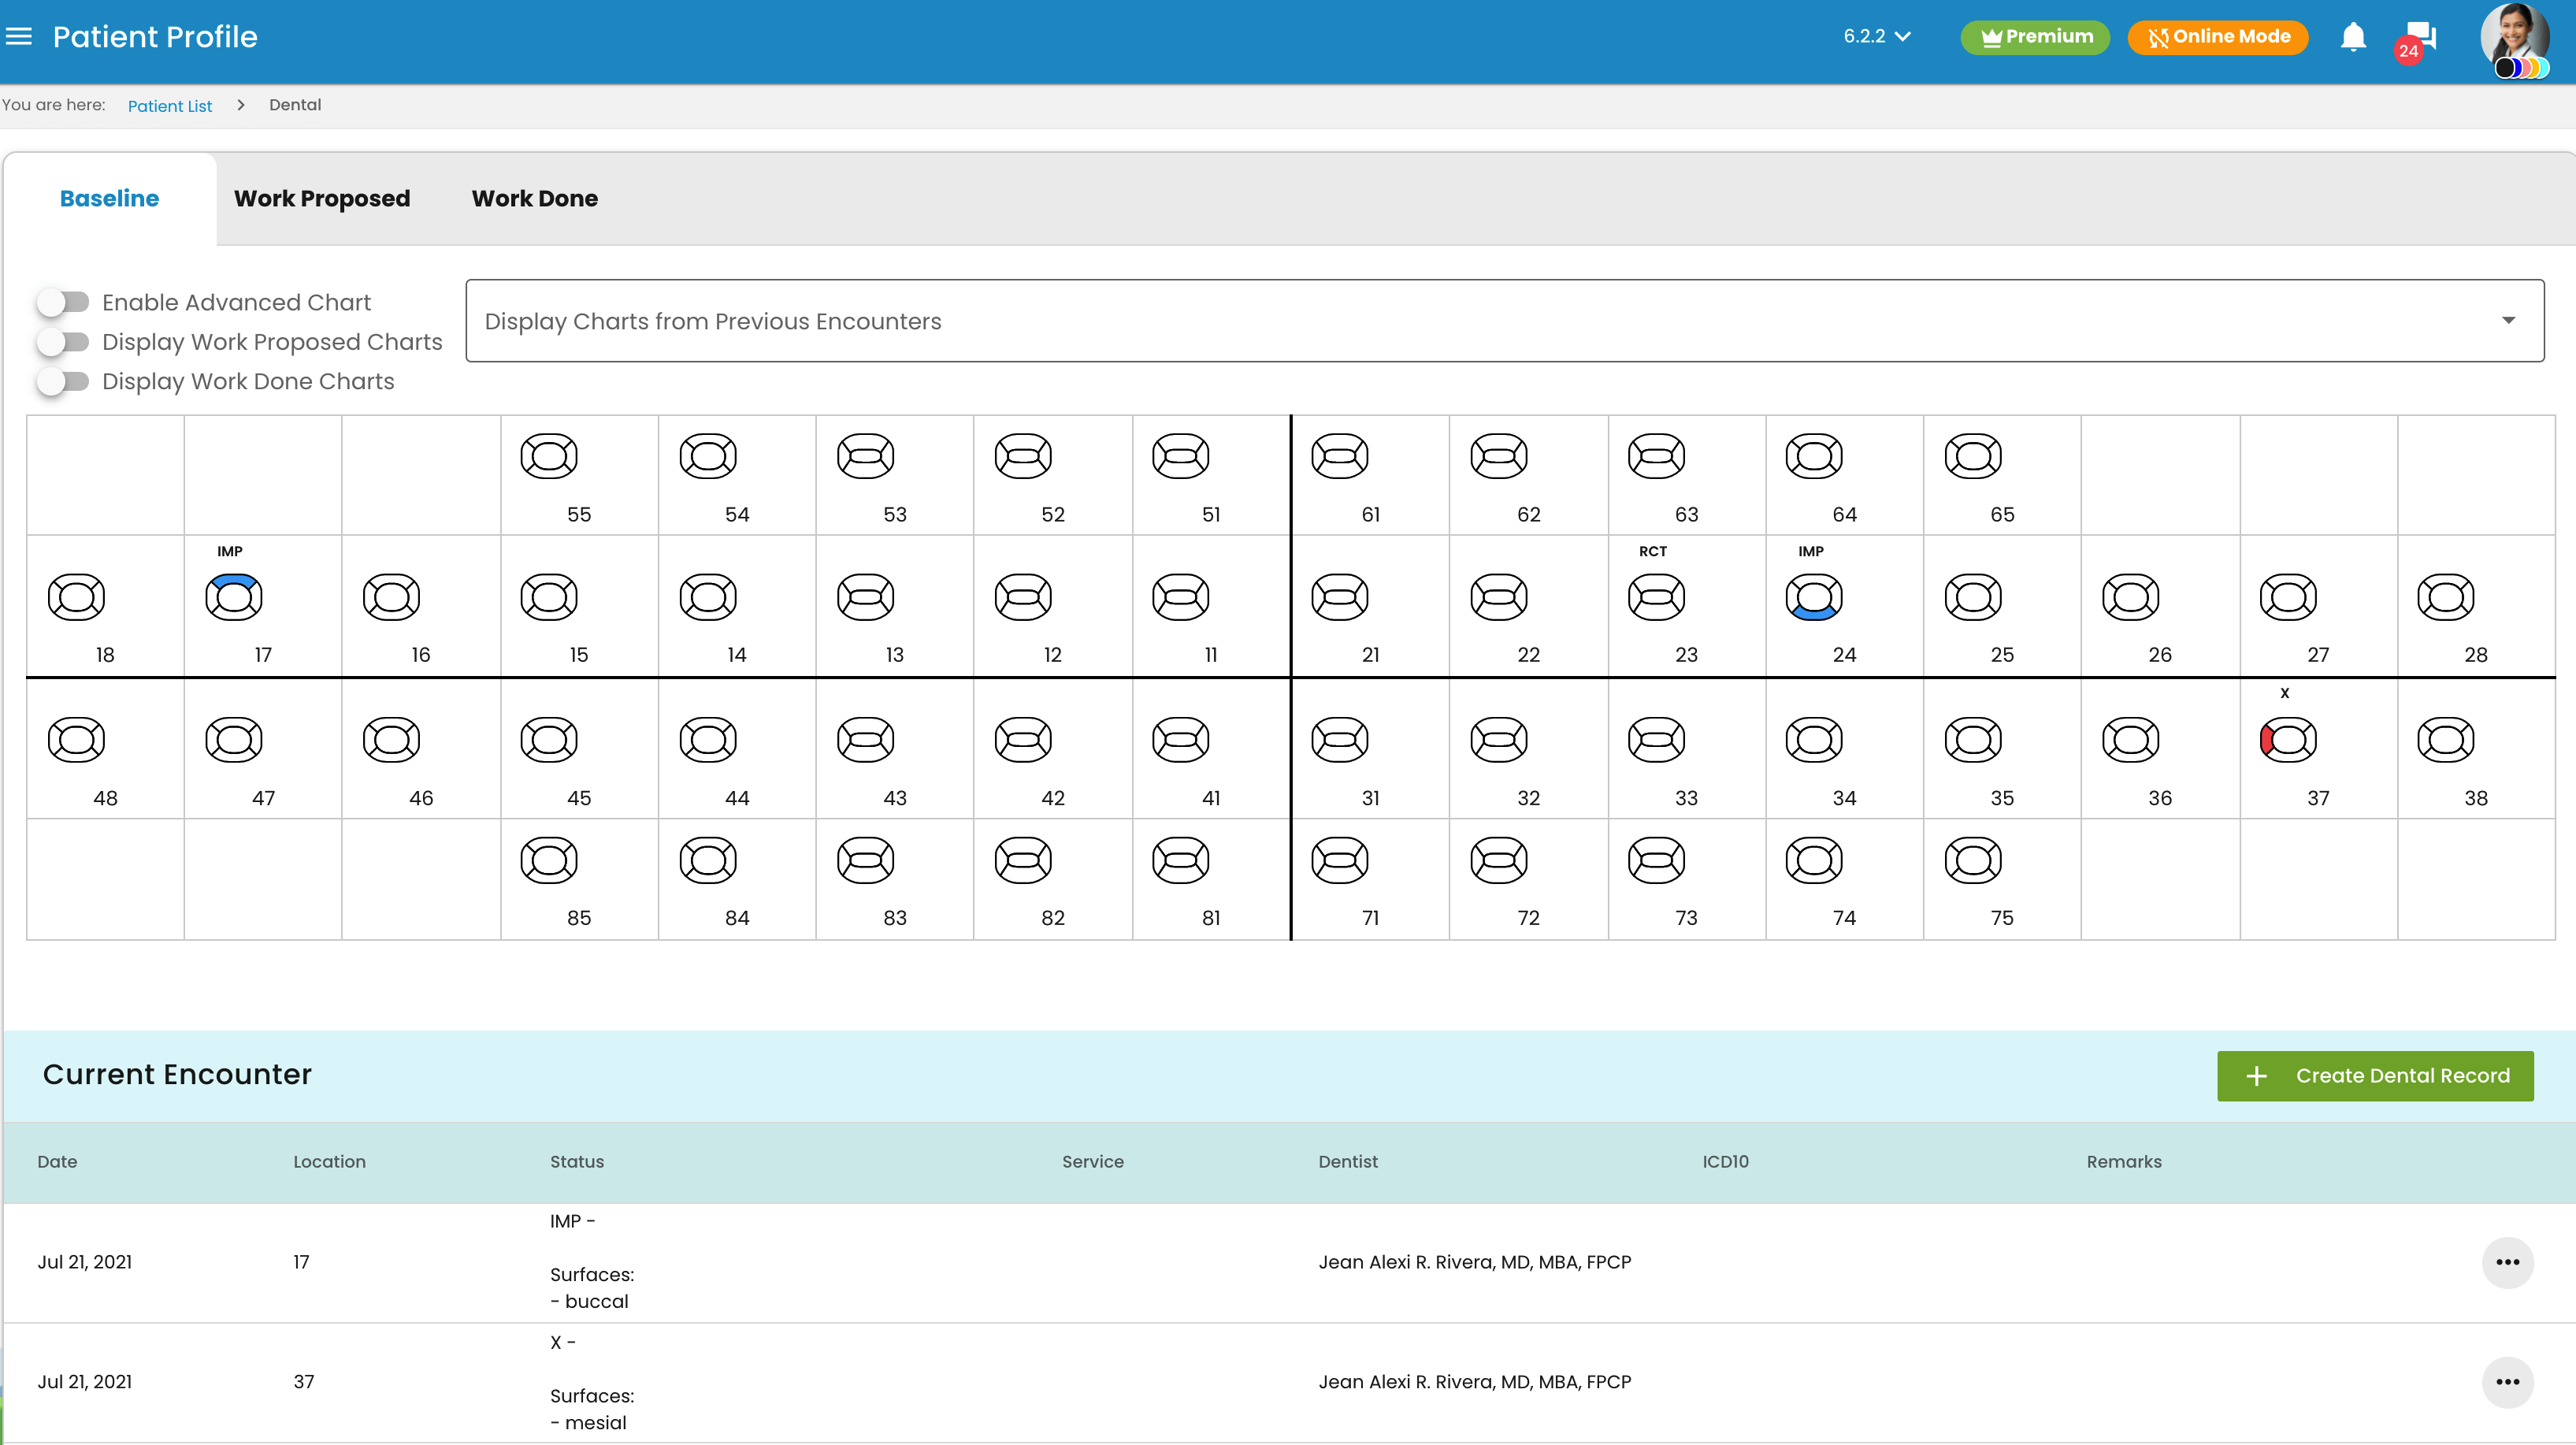 Patient Profile
6.2.2
Premium
Online Mode
24
You are here: Patient List > Dental
Baseline Work Proposed Work Done
Enable Advanced Chart
Display Work Proposed Charts
Display Work Done Charts
Display Charts from Previous Encounters
55 54 53 52 51 61 62 63 64 65
IMP RCT IMP
18 17 16 15 14 13 12 11 21 22 23 24 25 26 27 28
X
48 47 46 45 44 43 42 41 31 32 33 34 35 36 37 38
85 84 83 82 81 71 72 73 74 75
Current Encounter
+ Create Dental Record
Date Location Status Service Dentist ICD10 Remarks
IMP -
Jul 21, 2021 17 Jean Alexi R. Rivera, MD, MBA, FPCP
Surfaces:
- buccal
X -
Jul 21, 2021 37 Jean Alexi R. Rivera, MD, MBA, FPCP
Surfaces:
- mesial